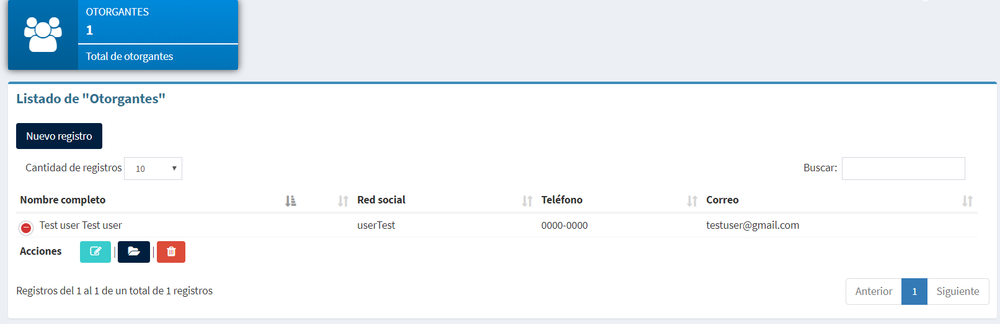 OTORGANTES
1
Total de otorgantes
Listado de "Otorgantes"
Nuevo registro
Cantidad de registros 10 Buscar:
Nombre completo Red social Teléfono Correo
Test user Test user userTest 0000-0000 testuser@gmail.com
Acciones | |
Registros del 1 al 1 de un total de 1 registros Anterior 1 Siguiente